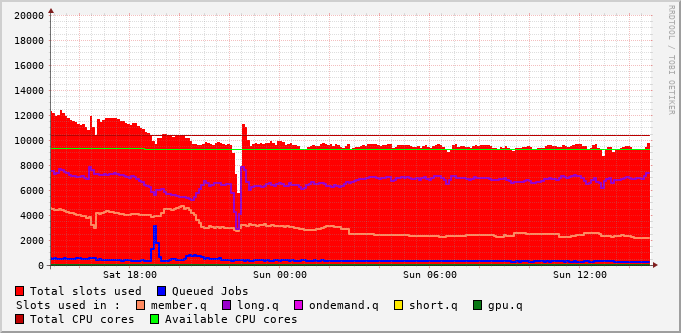 20000
18000
16000
14000
12000
10000
8000
6000
4000
2000
0
Sat 18:00 Sun 00:00 Sun 06:00 Sun 12:00
RRDTOOL / TOBI OETIKER
Total slots used Queued Jobs
Slots used in : member.q long.q ondemand.q short.q gpu.q
Total CPU cores Available CPU cores